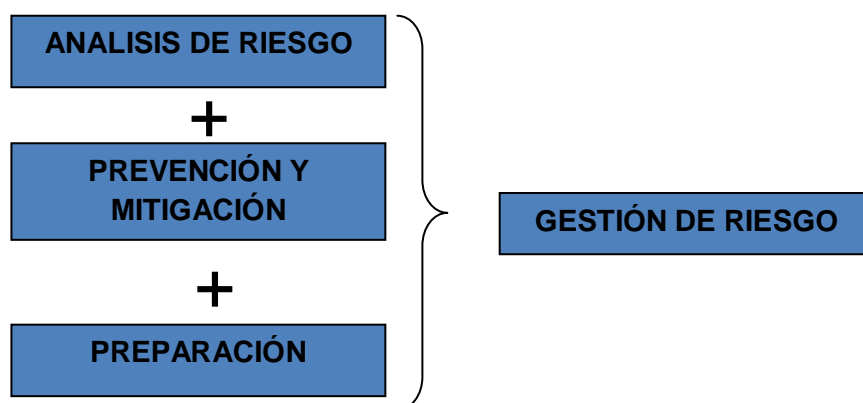 ANALISIS DE RIESGO
+
PREVENCIÓN Y
MITIGACIÓN
+
PREPARACIÓN
GESTIÓN DE RIESGO